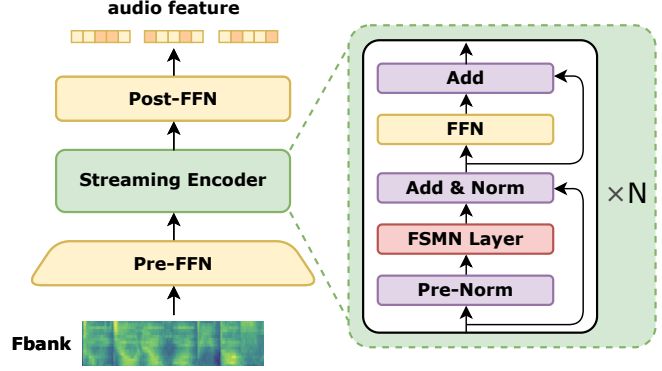 audio feature
Post-FFN
Streaming Encoder
Pre-FFN
Fbank
Add
FFN
Add & Norm
FSMN Layer
Pre-Norm
×N